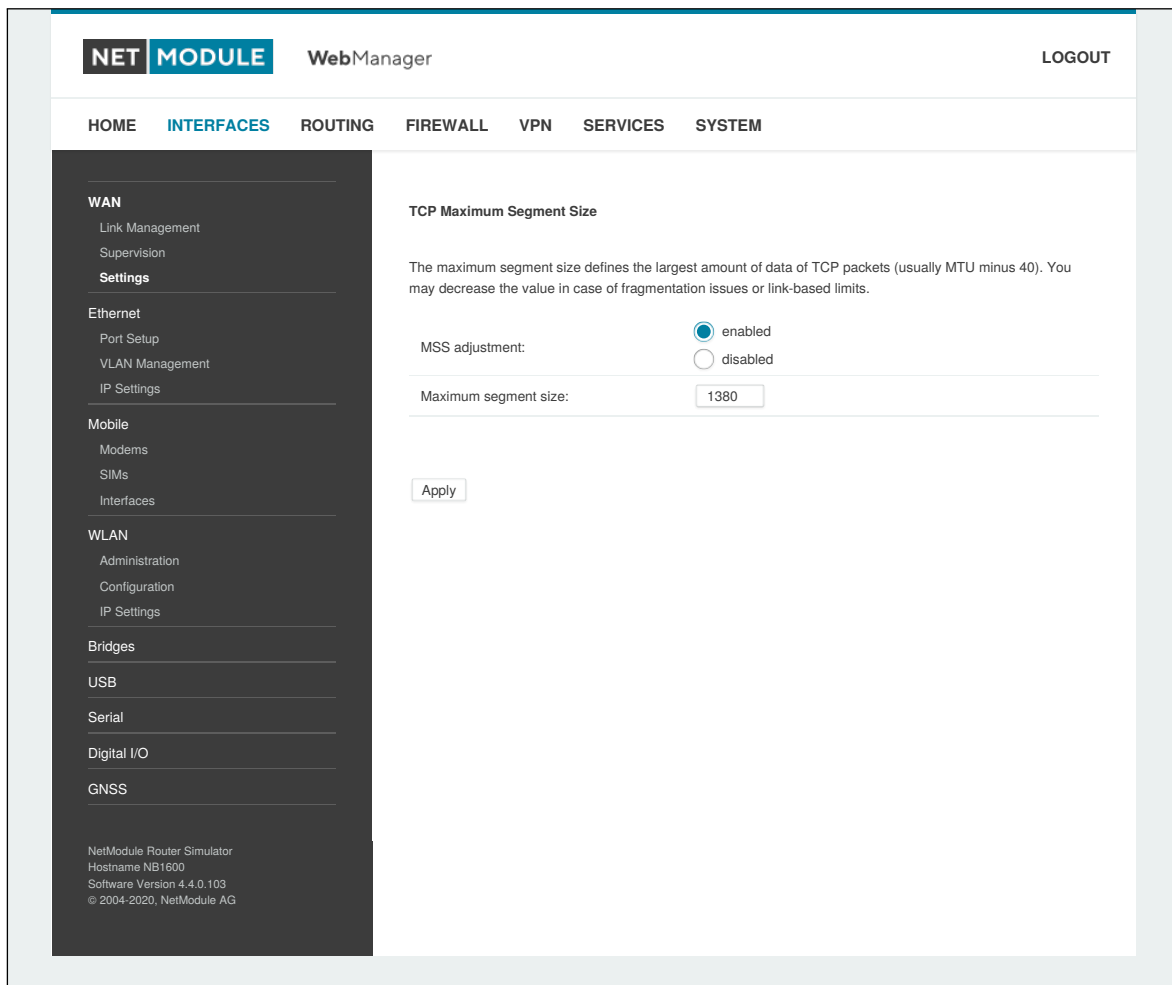 NET MODULE WebManager LOGOUT
HOME INTERFACES ROUTING FIREWALL VPN SERVICES SYSTEM
WAN
Link Management
Supervision
Settings
Ethernet
Port Setup
VLAN Management
IP Settings
Mobile
Modems
SIMs
Interfaces
WLAN
Administration
Configuration
IP Settings
Bridges
USB
Serial
Digital I/O
GNSS
NetModule Router Simulator
Hostname NB1600
Software Version 4.4.0.103
© 2004-2020, NetModule AG
TCP Maximum Segment Size
The maximum segment size defines the largest amount of data of TCP packets (usually MTU minus 40). You
may decrease the value in case of fragmentation issues or link-based limits.
MSS adjustment:
enabled
disabled
Maximum segment size: 1380
Apply